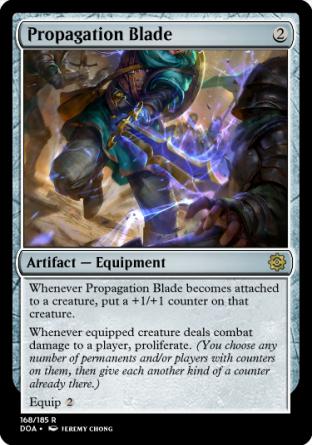 Propagation Blade 2
Artifact — Equipment
Whenever Propagation Blade becomes attached
to a creature, put a +1/+1 counter on that
creature.
Whenever equipped creature deals combat
damage to a player, proliferate. (You choose any
number of permanents and/or players with counters
on them, then give each another kind of a counter
already there.)
Equip 2
168/185 R
DOA • JEREMY CHONG